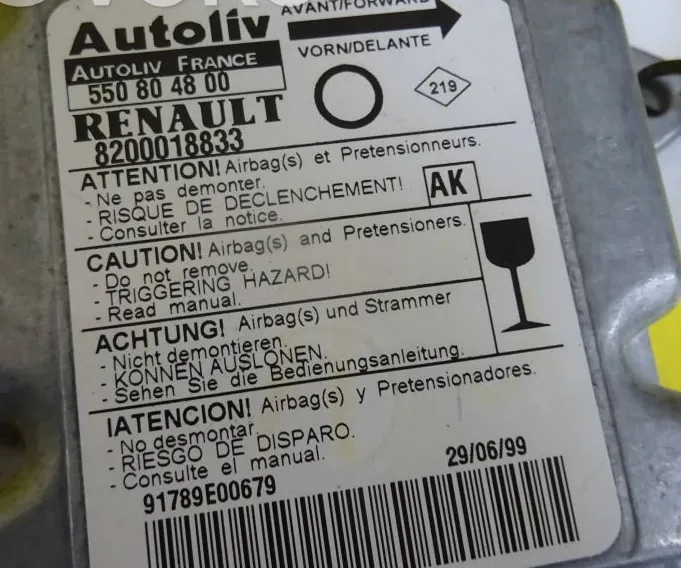 Autoliv
AVANT/FORWARD
AUTOLIV FRANCE
VORN/DELANTE
550 80 48 00
219
RENAULT
8200018833
ATTENTION! Airbag(s) et Pretensionneurs.
- Ne pas demonter.
- RISQUE DE DECLENCHEMENT!
- Consulter la notice.
AK
CAUTION! Airbag(s) and Pretensioners.
- Do not remove.
- TRIGGERING HAZARD!
- Read manual.
ACHTUNG! Airbag(s) und Strammer
- Nicht demontieren.
- KONNEN AUSLONEN.
- Sehen Sie die Bedienungsanleitung.
IATENCION! Airbag(s) y Pretensionadores.
- No desmontar.
- RIESGO DE DISPARO.
- Consulte el manual.
29/06/99
91789E00679